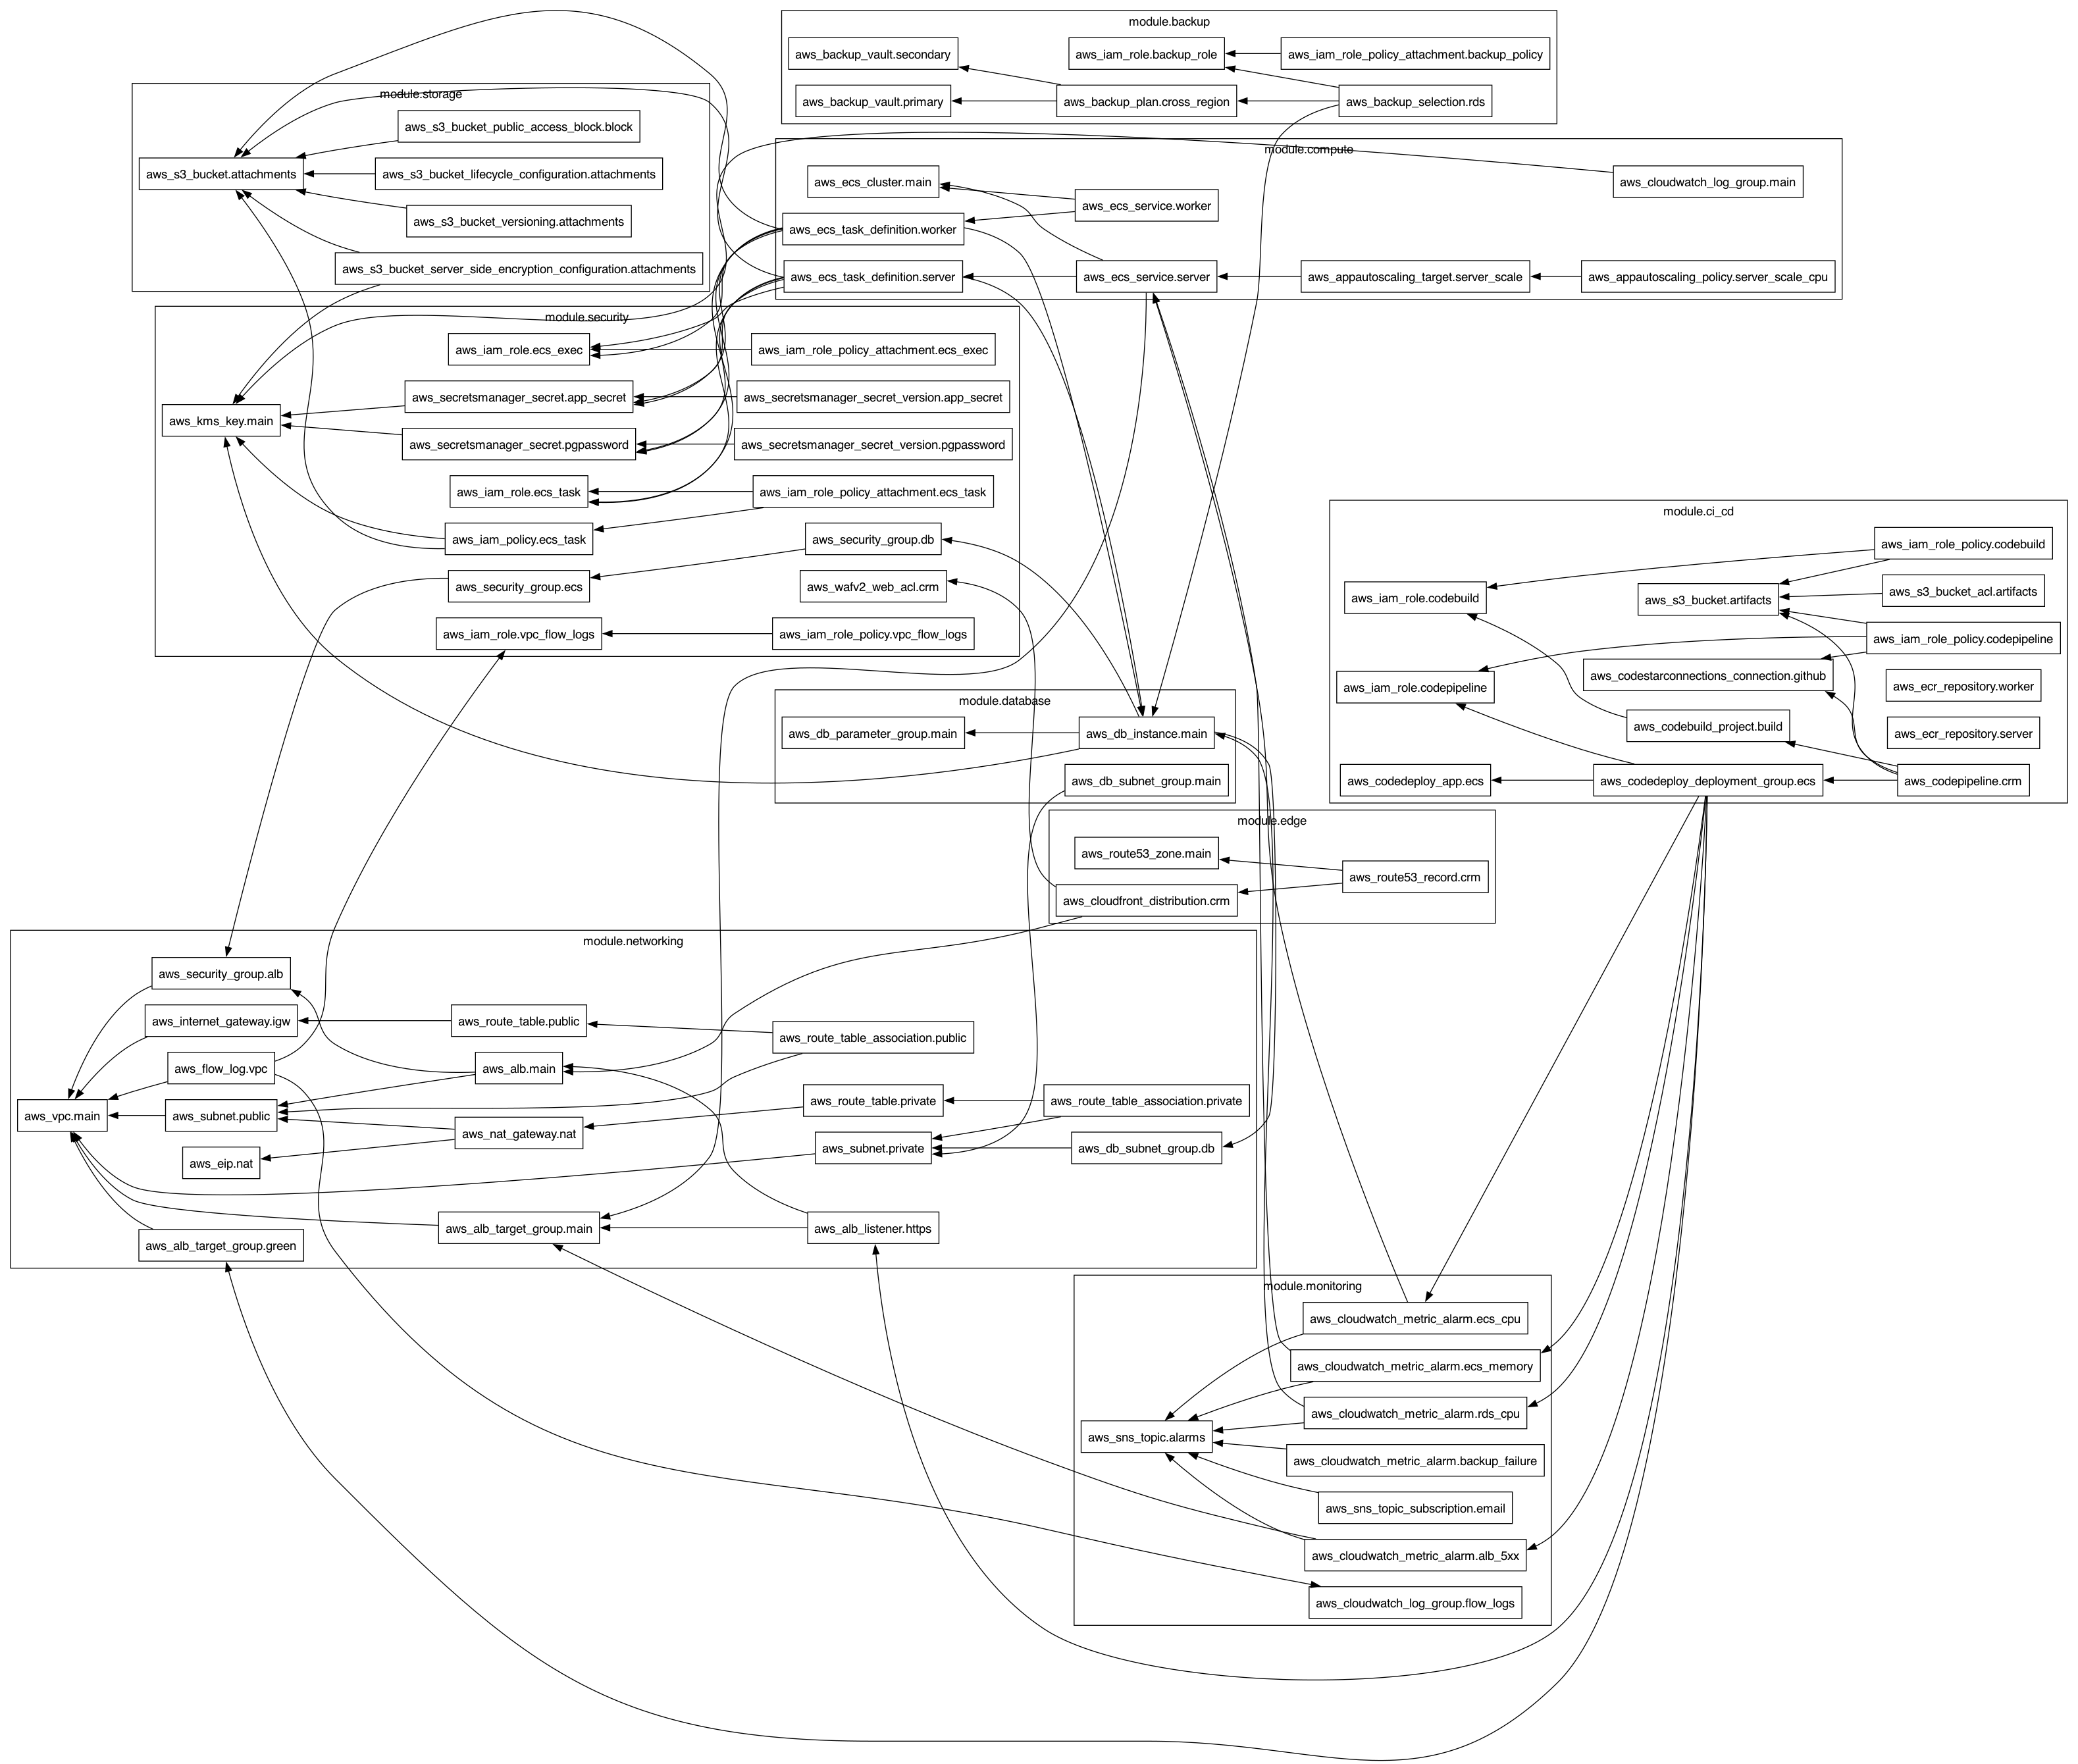 module.backup
aws_backup_vault.secondary
aws_iam_role.backup_role
aws_iam_role_policy_attachment.backup_policy
aws_backup_vault.primary
aws_backup_plan.cross_region
aws_backup_selection.rds
module.storage
aws_s3_bucket_public_access_block.block
aws_s3_bucket.attachments
aws_s3_bucket_lifecycle_configuration.attachments
aws_s3_bucket_versioning.attachments
aws_s3_bucket_server_side_encryption_configuration.attachments
module.compute
aws_ecs_cluster.main
aws_cloudwatch_log_group.main
aws_ecs_service.worker
aws_ecs_task_definition.worker
aws_ecs_task_definition.server
aws_ecs_service.server
aws_appautoscaling_target.server_scale
aws_appautoscaling_policy.server_scale_cpu
module.security
aws_iam_role.ecs_exec
aws_iam_role_policy_attachment.ecs_exec
aws_secretsmanager_secret.app_secret
aws_secretsmanager_secret_version.app_secret
aws_kms_key.main
aws_secretsmanager_secret.pgpassword
aws_secretsmanager_secret_version.pgpassword
aws_iam_role.ecs_task
aws_iam_role_policy_attachment.ecs_task
aws_iam_policy.ecs_task
aws_security_group.db
aws_security_group.ecs
aws_wafv2_web_acl.crm
aws_iam_role.vpc_flow_logs
aws_iam_role_policy.vpc_flow_logs
module.ci_cd
aws_iam_role_policy.codebuild
aws_iam_role.codebuild
aws_s3_bucket.artifacts
aws_s3_bucket_acl.artifacts
aws_iam_role_policy.codepipeline
aws_codestarconnections_connection.github
aws_iam_role.codepipeline
aws_ecr_repository.worker
aws_codebuild_project.build
aws_ecr_repository.server
aws_codedeploy_app.ecs
aws_codedeploy_deployment_group.ecs
aws_codepipeline.crm
module.database
aws_db_parameter_group.main
aws_db_instance.main
aws_db_subnet_group.main
module.edge
aws_route53_zone.main
aws_route53_record.crm
aws_cloudfront_distribution.crm
module.networking
aws_security_group.alb
aws_internet_gateway.igw
aws_route_table.public
aws_route_table_association.public
aws_flow_log.vpc
aws_alb.main
aws_vpc.main
aws_subnet.public
aws_route_table.private
aws_route_table_association.private
aws_nat_gateway.nat
aws_eip.nat
aws_subnet.private
aws_db_subnet_group.db
aws_alb_target_group.main
aws_alb_listener.https
aws_alb_target_group.green
module.monitoring
aws_cloudwatch_metric_alarm.ecs_cpu
aws_cloudwatch_metric_alarm.ecs_memory
aws_cloudwatch_metric_alarm.rds_cpu
aws_sns_topic.alarms
aws_cloudwatch_metric_alarm.backup_failure
aws_sns_topic_subscription.email
aws_cloudwatch_metric_alarm.alb_5xx
aws_cloudwatch_log_group.flow_logs